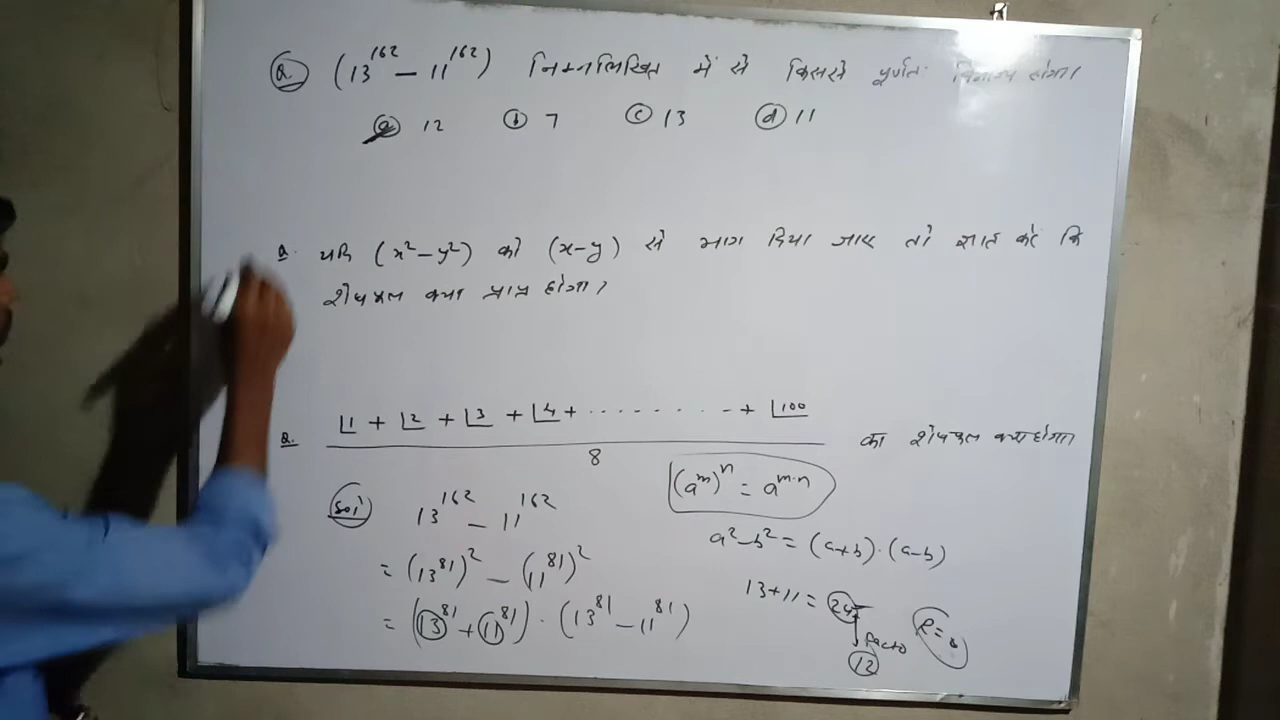 Q. (13^162 − 11^162) निम्नलिखित में से किससे पूर्णतः विभाज्य होगा।
(a) 12 (b) 7 (c) 13 (d) 11
Q. यदि (x² − y²) को (x−y) से भाग दिया जाए तो ज्ञात करें कि
शेषफल क्या प्राप्त होगा।
Q. (⌊1 + ⌊2 + ⌊3 + ⌊4 + ......... + ⌊100) / 8 का शेषफल क्या होगा।
Sol 13^162 − 11^162
(a^m)^n = a^m·n
a² − b² = (a+b)·(a−b)
= (13^81)² − (11^81)²
13 + 11 = 24
= (13^81 + 11^81) · (13^81 − 11^81)
facto
12